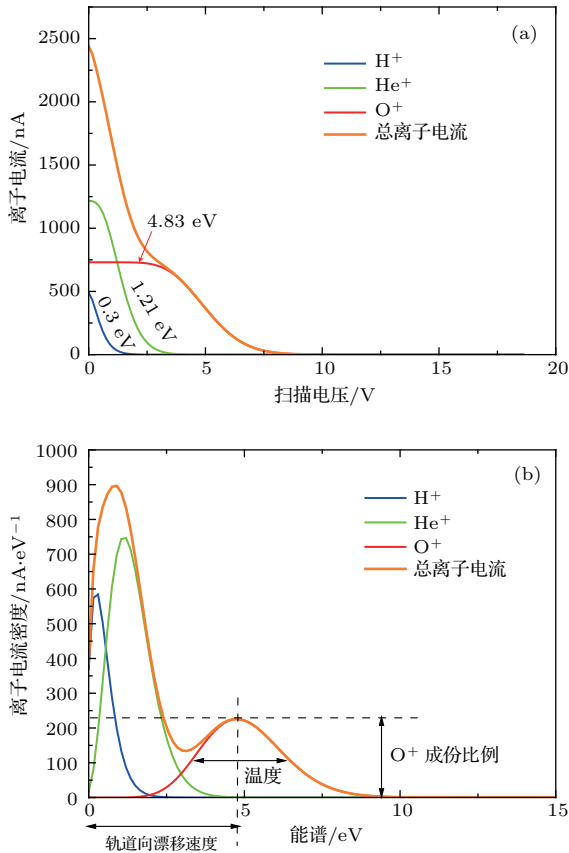 (a)
H+
He+
O+
总离子电流
4.83 eV
1.21 eV
0.3 eV
离子电流/nA
2500
2000
1500
1000
500
0
0 5 10 15 20
扫描电压/V
(b)
H+
He+
O+
总离子电流
离子电流密度/nA·eV−1
1000
900
800
700
600
500
400
300
200
100
0
O+ 成份比例
温度
0 5 10 15
能谱/eV
轨道向漂移速度